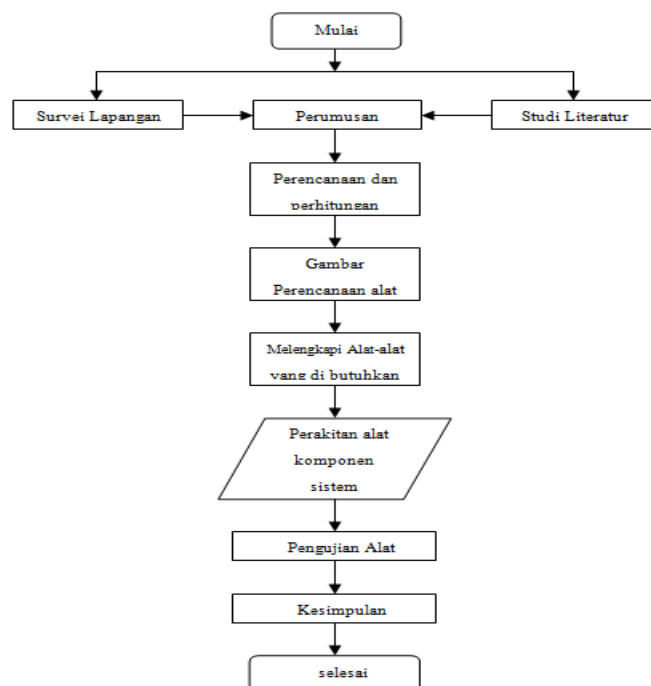 Mulai
Survei Lapangan
Perumusan
Studi Literatur
Perencanaan dan
perhitungan
Gambar
Perencanaan alat
Melengkapi Alat-alat
yang di butuhkan
Perakitan alat
komponen
sistem
Pengujian Alat
Kesimpulan
selesai